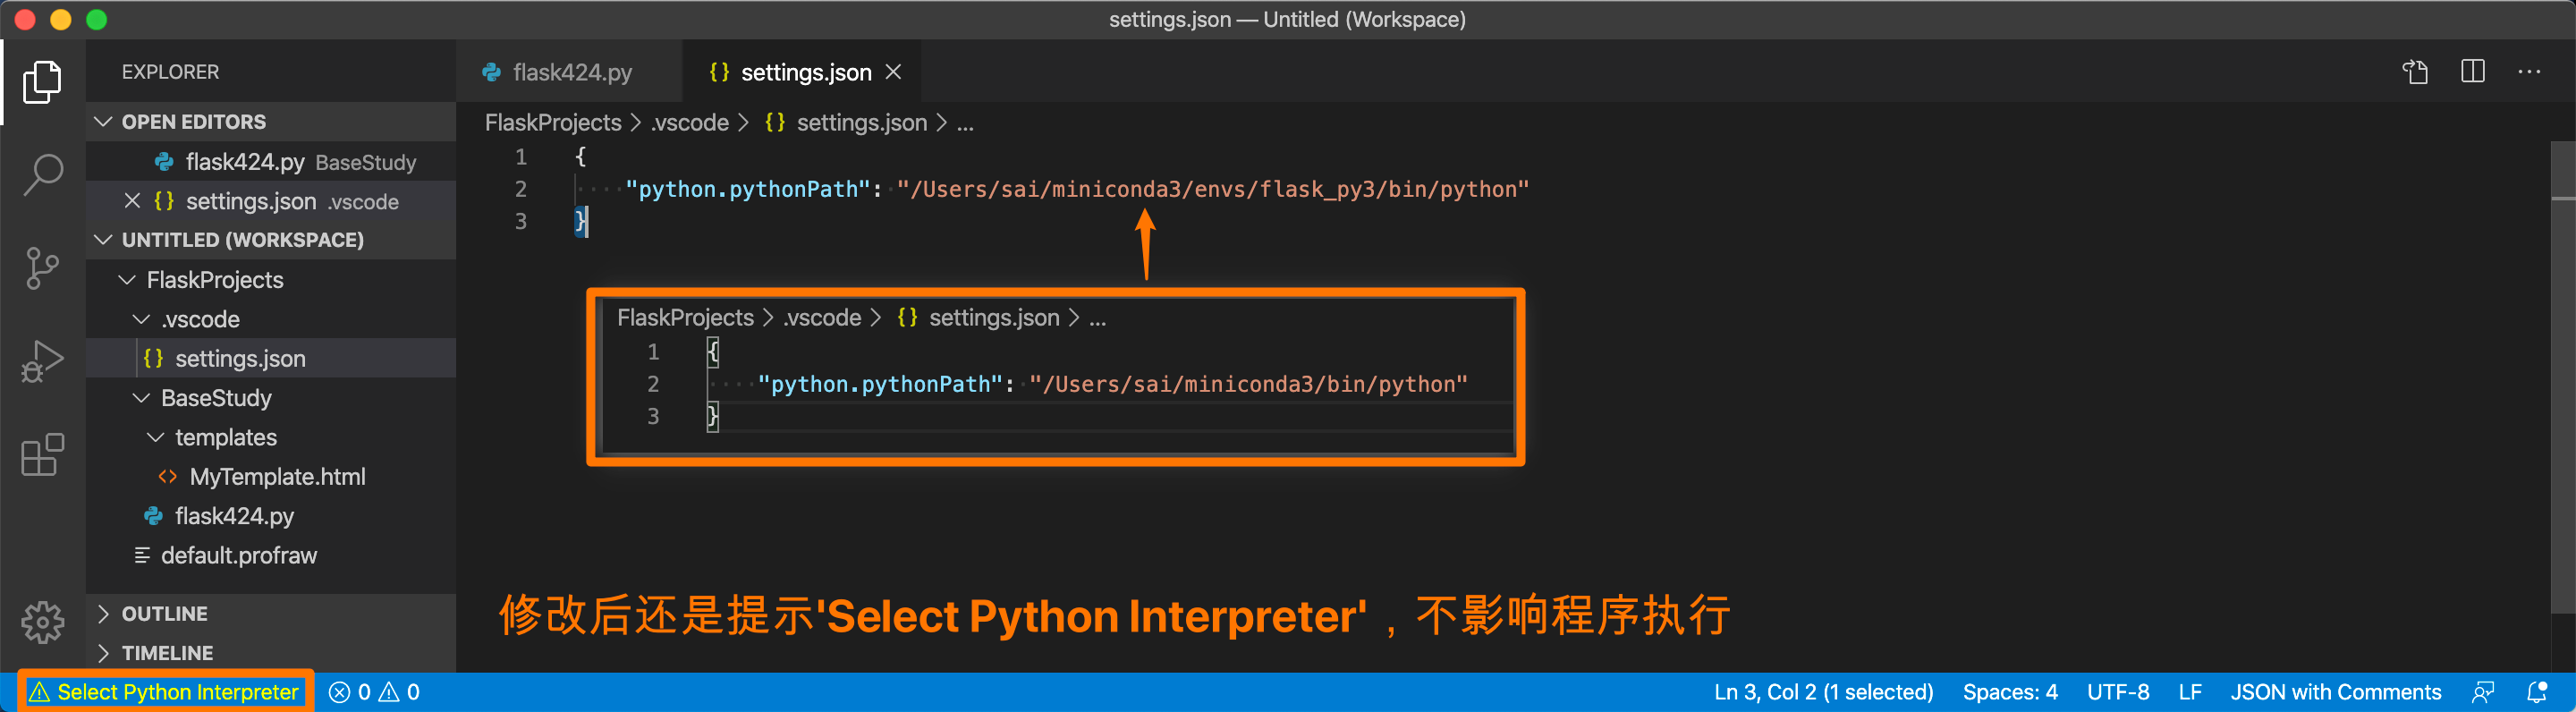 settings.json — Untitled (Workspace)
EXPLORER
OPEN EDITORS
flask424.py BaseStudy
settings.json .vscode
UNTITLED (WORKSPACE)
FlaskProjects
.vscode
{} settings.json
BaseStudy
templates
<> MyTemplate.html
flask424.py
default.profraw
OUTLINE
TIMELINE
flask424.py
{} settings.json
FlaskProjects > .vscode > {} settings.json > ...
1 {
2 "python.pythonPath": "/Users/sai/miniconda3/envs/flask_py3/bin/python"
3 }
FlaskProjects > .vscode > {} settings.json > ...
1 {
2 "python.pythonPath": "/Users/sai/miniconda3/bin/python"
3 }
修改后还是提示'Select Python Interpreter'，不影响程序执行
Select Python Interpreter 0 0
Ln 3, Col 2 (1 selected) Spaces: 4 UTF-8 LF JSON with Comments